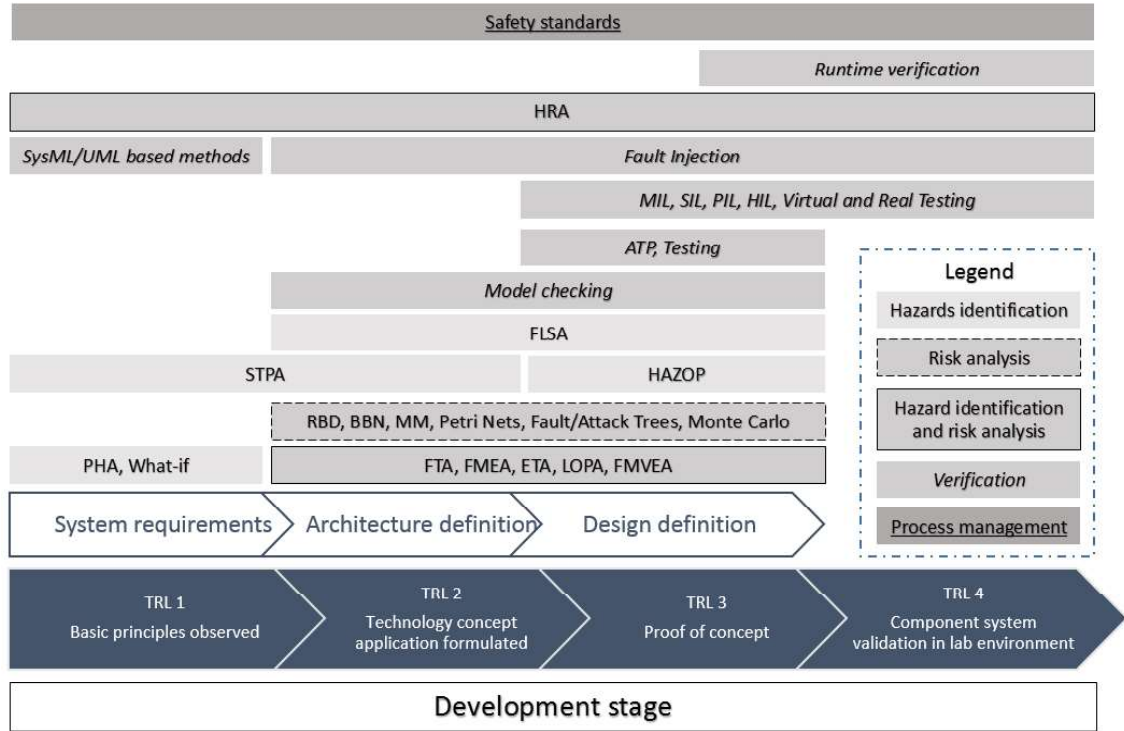 Safety standards
Runtime verification
HRA
SysML/UML based methods
Fault Injection
MIL, SIL, PIL, HIL, Virtual and Real Testing
ATP, Testing
Model checking
FLSA
STPA
HAZOP
RBD, BBN, MM, Petri Nets, Fault/Attack Trees, Monte Carlo
PHA, What-if
FTA, FMEA, ETA, LOPA, FMVEA
Legend
Hazards identification
Risk analysis
Hazard identification
and risk analysis
Verification
Process management
System requirements
Architecture definition
Design definition
TRL 1
Basic principles observed
TRL 2
Technology concept
application formulated
TRL 3
Proof of concept
TRL 4
Component system
validation in lab environment
Development stage